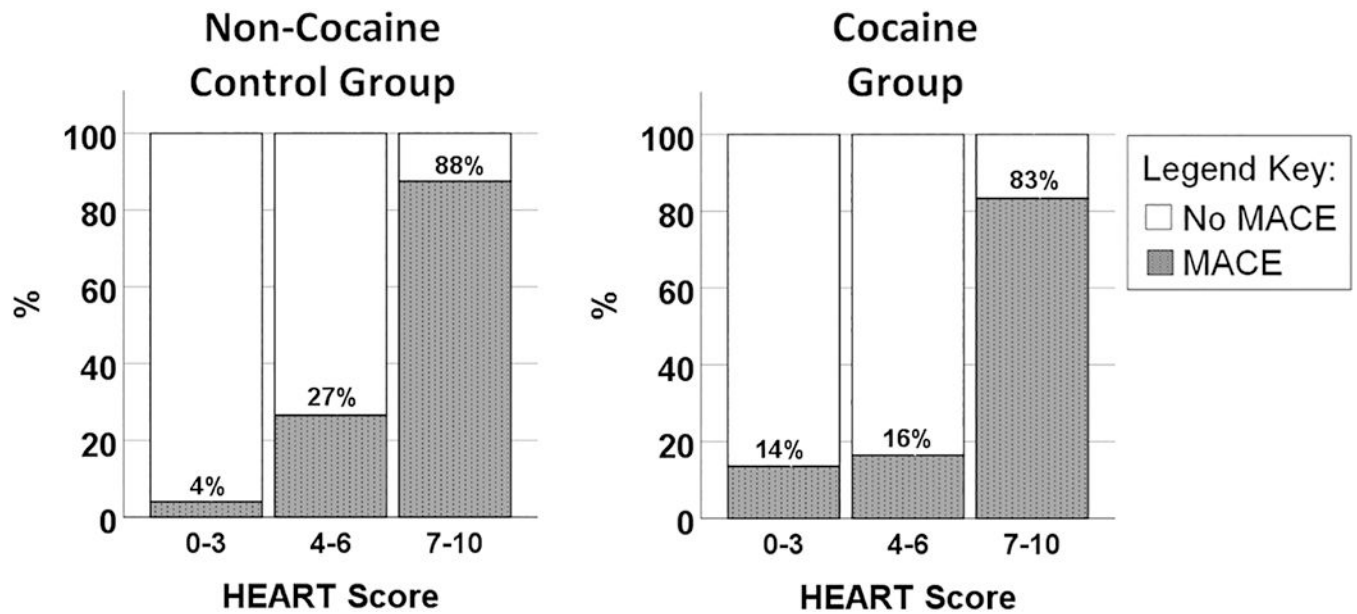 Non-Cocaine
Control Group
100
80
60
40
20
0
%
4%
27%
88%
0-3
4-6
7-10
HEART Score
Cocaine
Group
100
80
60
40
20
0
%
14%
16%
83%
0-3
4-6
7-10
HEART Score
Legend Key:
No MACE
MACE